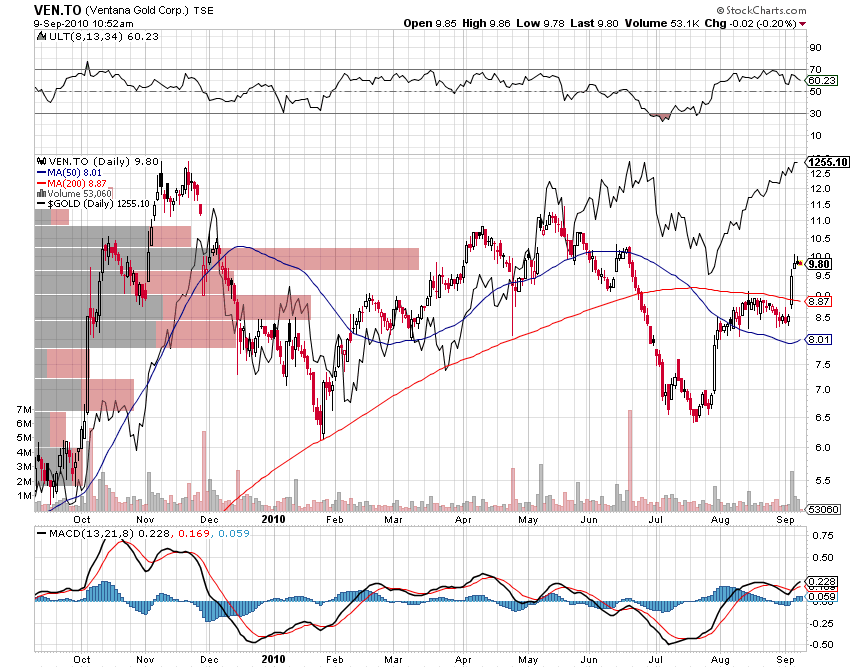 VEN.TO (Ventana Gold Corp.) TSE © StockCharts.com
9-Sep-2010 10:52am Open 9.85 High 9.86 Low 9.78 Last 9.80 Volume 53.1K Chg -0.02 (-0.20%)
ULT(8,13,34) 60.23
90
70
60.23
50
30
10
VEN.TO (Daily) 9.80
MA(50) 8.01
MA(200) 8.87
Volume 53,060
$GOLD (Daily) 1255.10
1255.10
12.5
12.0
11.5
11.0
10.5
10.0
9.80
9.5
9.0
8.87
8.5
8.01
7.5
7.0
6.5
6.0
5.5
53060
7M
6M
5M
4M
3M
2M
1M
Oct Nov Dec 2010 Feb Mar Apr May Jun Jul Aug Sep
MACD(13,21,8) 0.228, 0.169, 0.059
0.75
0.50
0.228
0.059
0.00
-0.25
-0.50
Oct Nov Dec 2010 Feb Mar Apr May Jun Jul Aug Sep